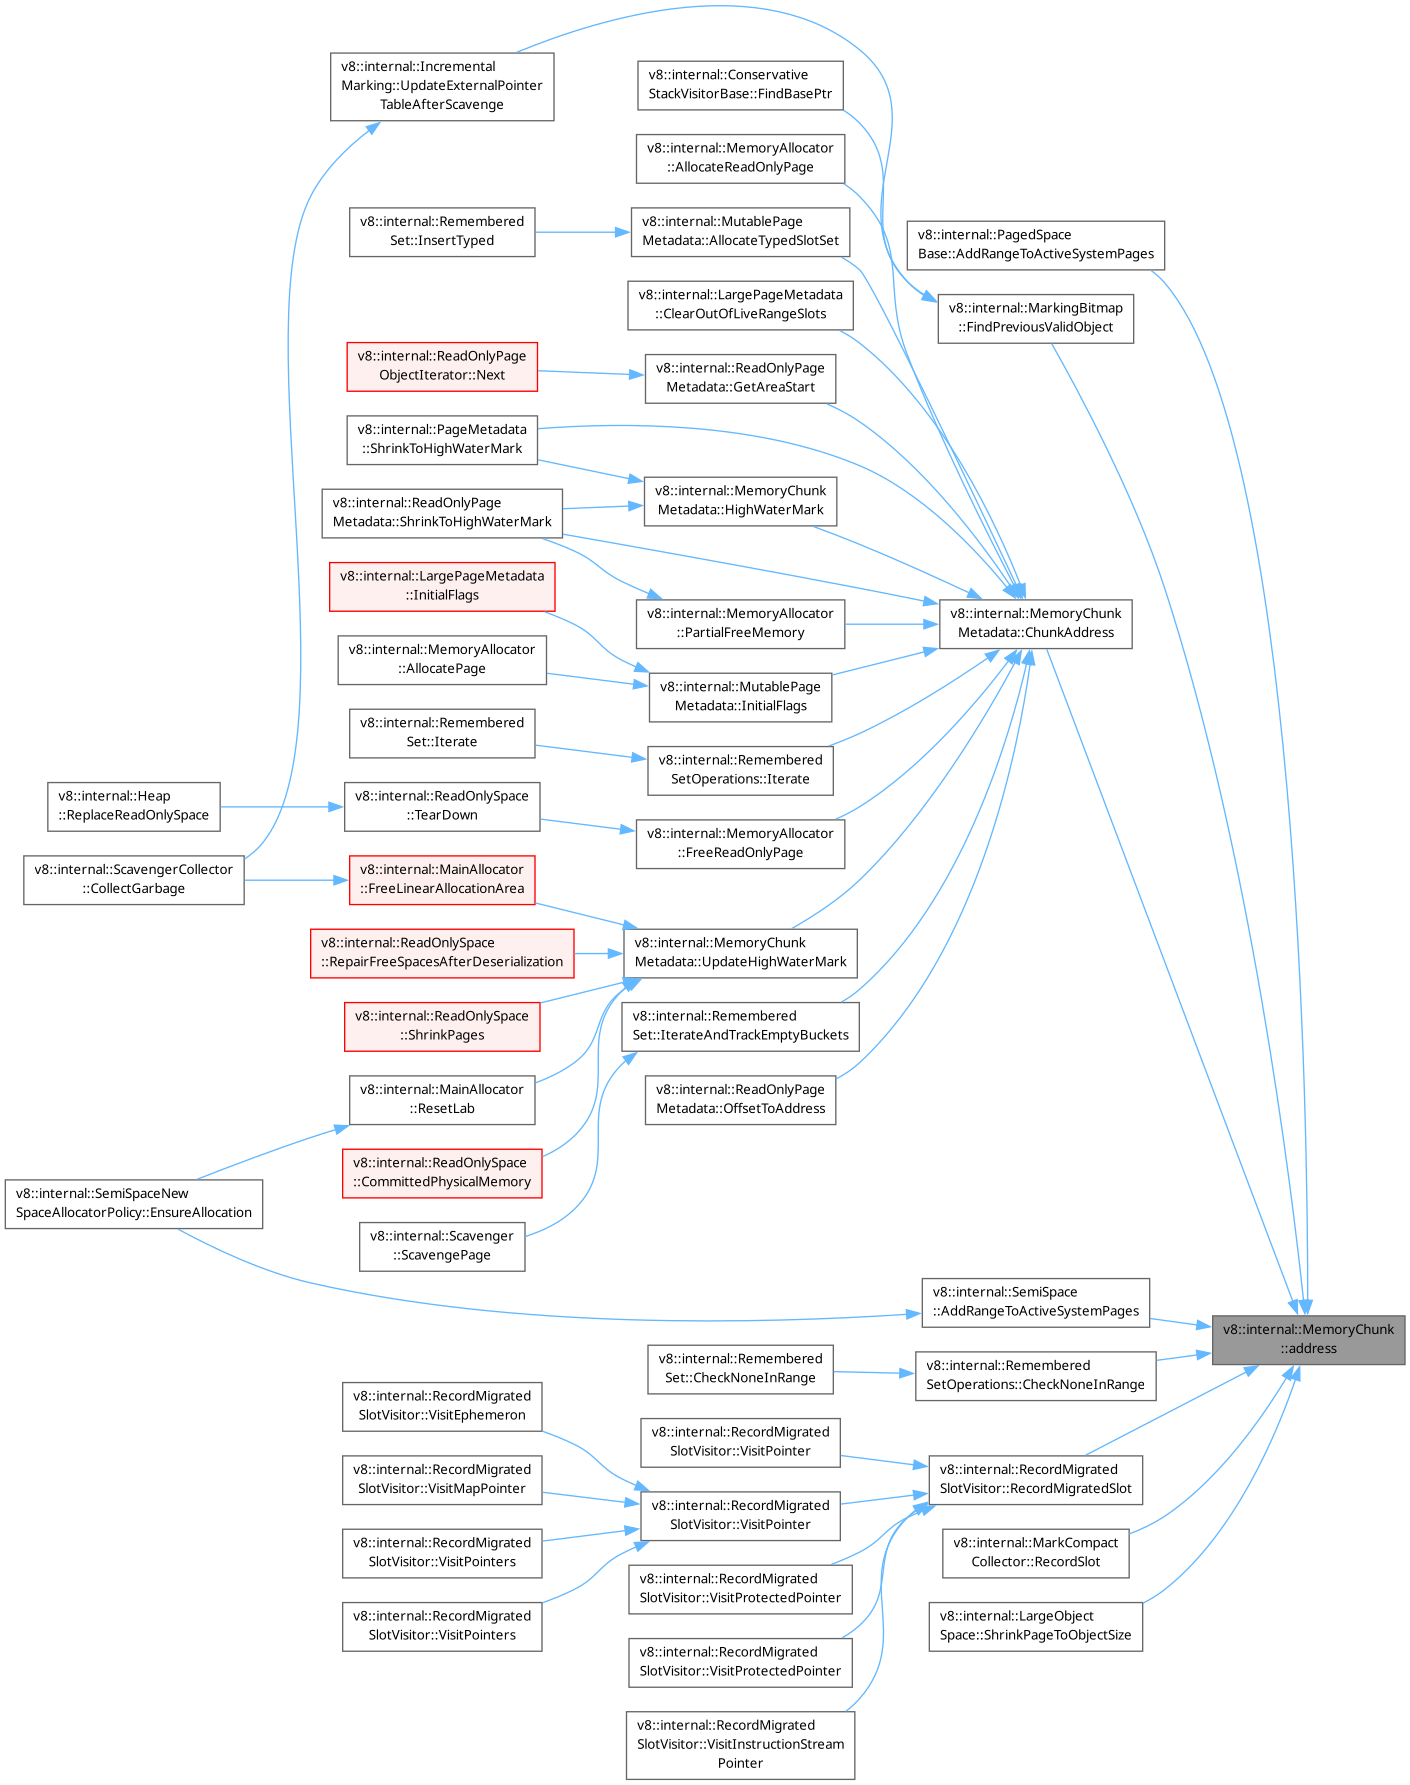 v8::internal::Incremental
Marking::UpdateExternalPointer
TableAfterScavenge
v8::internal::Conservative
StackVisitorBase::FindBasePtr
v8::internal::MemoryAllocator
::AllocateReadOnlyPage
v8::internal::Remembered
Set::InsertTyped
v8::internal::MutablePage
Metadata::AllocateTypedSlotSet
v8::internal::PagedSpace
Base::AddRangeToActiveSystemPages
v8::internal::LargePageMetadata
::ClearOutOfLiveRangeSlots
v8::internal::MarkingBitmap
::FindPreviousValidObject
v8::internal::ReadOnlyPage
ObjectIterator::Next
v8::internal::ReadOnlyPage
Metadata::GetAreaStart
v8::internal::PageMetadata
::ShrinkToHighWaterMark
v8::internal::MemoryChunk
Metadata::HighWaterMark
v8::internal::ReadOnlyPage
Metadata::ShrinkToHighWaterMark
v8::internal::LargePageMetadata
::InitialFlags
v8::internal::MemoryAllocator
::PartialFreeMemory
v8::internal::MemoryChunk
Metadata::ChunkAddress
v8::internal::MemoryAllocator
::AllocatePage
v8::internal::MutablePage
Metadata::InitialFlags
v8::internal::Remembered
Set::Iterate
v8::internal::Remembered
SetOperations::Iterate
v8::internal::Heap
::ReplaceReadOnlySpace
v8::internal::ReadOnlySpace
::TearDown
v8::internal::MemoryAllocator
::FreeReadOnlyPage
v8::internal::ScavengerCollector
::CollectGarbage
v8::internal::MainAllocator
::FreeLinearAllocationArea
v8::internal::ReadOnlySpace
::RepairFreeSpacesAfterDeserialization
v8::internal::MemoryChunk
Metadata::UpdateHighWaterMark
v8::internal::ReadOnlySpace
::ShrinkPages
v8::internal::Remembered
Set::IterateAndTrackEmptyBuckets
v8::internal::MainAllocator
::ResetLab
v8::internal::ReadOnlyPage
Metadata::OffsetToAddress
v8::internal::ReadOnlySpace
::CommittedPhysicalMemory
v8::internal::SemiSpaceNew
SpaceAllocatorPolicy::EnsureAllocation
v8::internal::Scavenger
::ScavengePage
v8::internal::SemiSpace
::AddRangeToActiveSystemPages
v8::internal::MemoryChunk
::address
v8::internal::Remembered
Set::CheckNoneInRange
v8::internal::Remembered
SetOperations::CheckNoneInRange
v8::internal::RecordMigrated
SlotVisitor::VisitEphemeron
v8::internal::RecordMigrated
SlotVisitor::VisitPointer
v8::internal::RecordMigrated
SlotVisitor::VisitMapPointer
v8::internal::RecordMigrated
SlotVisitor::RecordMigratedSlot
v8::internal::RecordMigrated
SlotVisitor::VisitPointer
v8::internal::RecordMigrated
SlotVisitor::VisitPointers
v8::internal::MarkCompact
Collector::RecordSlot
v8::internal::RecordMigrated
SlotVisitor::VisitProtectedPointer
v8::internal::RecordMigrated
SlotVisitor::VisitPointers
v8::internal::LargeObject
Space::ShrinkPageToObjectSize
v8::internal::RecordMigrated
SlotVisitor::VisitProtectedPointer
v8::internal::RecordMigrated
SlotVisitor::VisitInstructionStream
Pointer